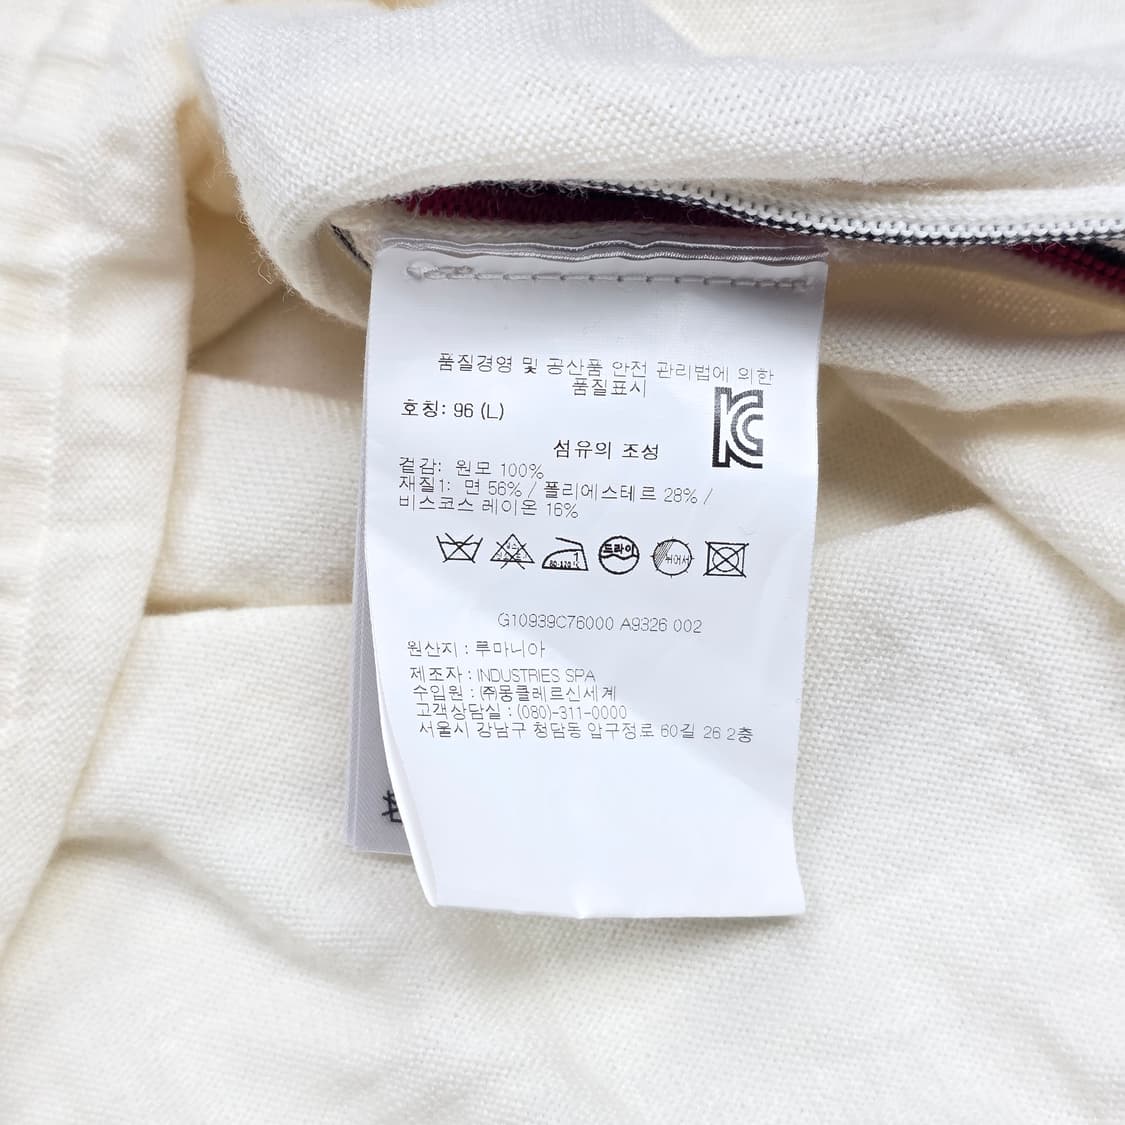 품질경영 및 공산품 안전 관리법에 의한
품질표시
호칭: 96 (L)
섬유의 조성
겉감: 원모 100%
재질1: 면 56% / 폴리에스테르 28% /
비스코스 레이온 16%
80-120
드라이
G10939C76000 A9326 002
원산지 : 루마니아
제조자 : INDUSTRIES SPA
수입원 : ㈜몽클레르신세계
고객상담실 : (080)-311-0000
서울시 강남구 청담동 압구정로 60길 26 2층